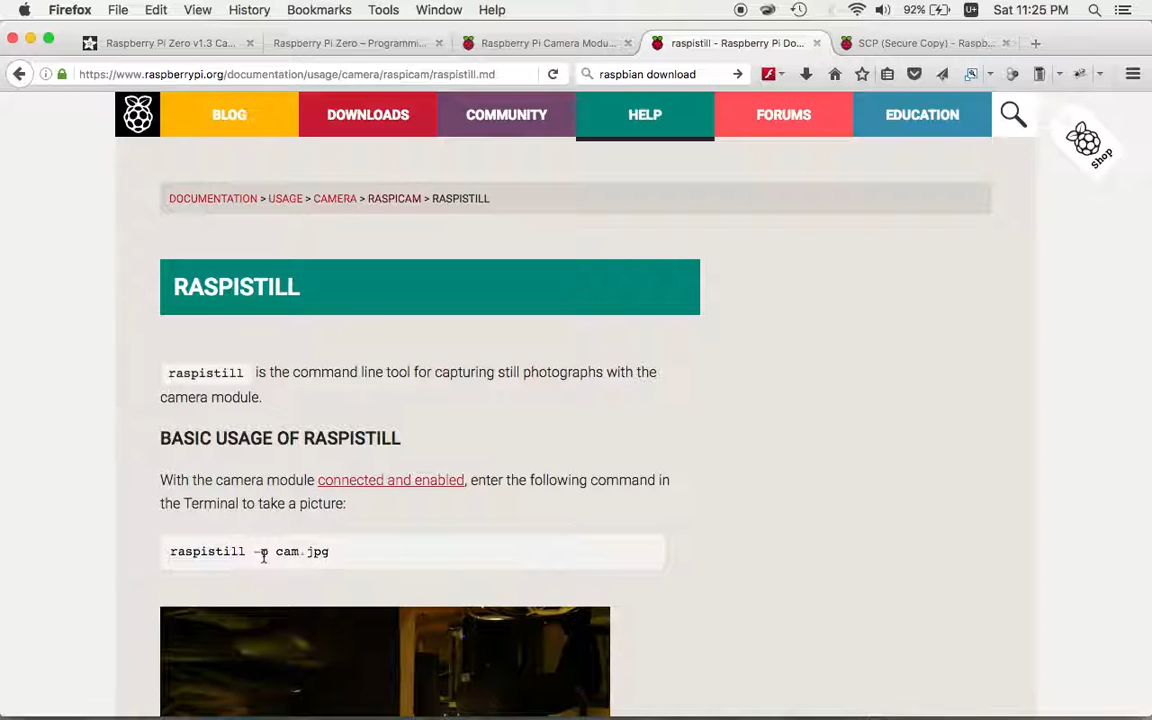 Firefox File Edit View History Bookmarks Tools Window Help 92% U+ Sat 11:25 PM
Raspberry Pi Zero v1.3 Ca... Raspberry Pi Zero – Programmi... Raspberry Pi Camera Modu... raspistill - Raspberry Pi Do... SCP (Secure Copy) - Raspb...
https://www.raspberrypi.org/documentation/usage/camera/raspicam/raspistill.md raspbian download
BLOG DOWNLOADS COMMUNITY HELP FORUMS EDUCATION
shop
DOCUMENTATION > USAGE > CAMERA > RASPICAM > RASPISTILL
RASPISTILL
raspistill is the command line tool for capturing still photographs with the
camera module.
BASIC USAGE OF RASPISTILL
With the camera module connected and enabled, enter the following command in
the Terminal to take a picture:
raspistill cam.jpg